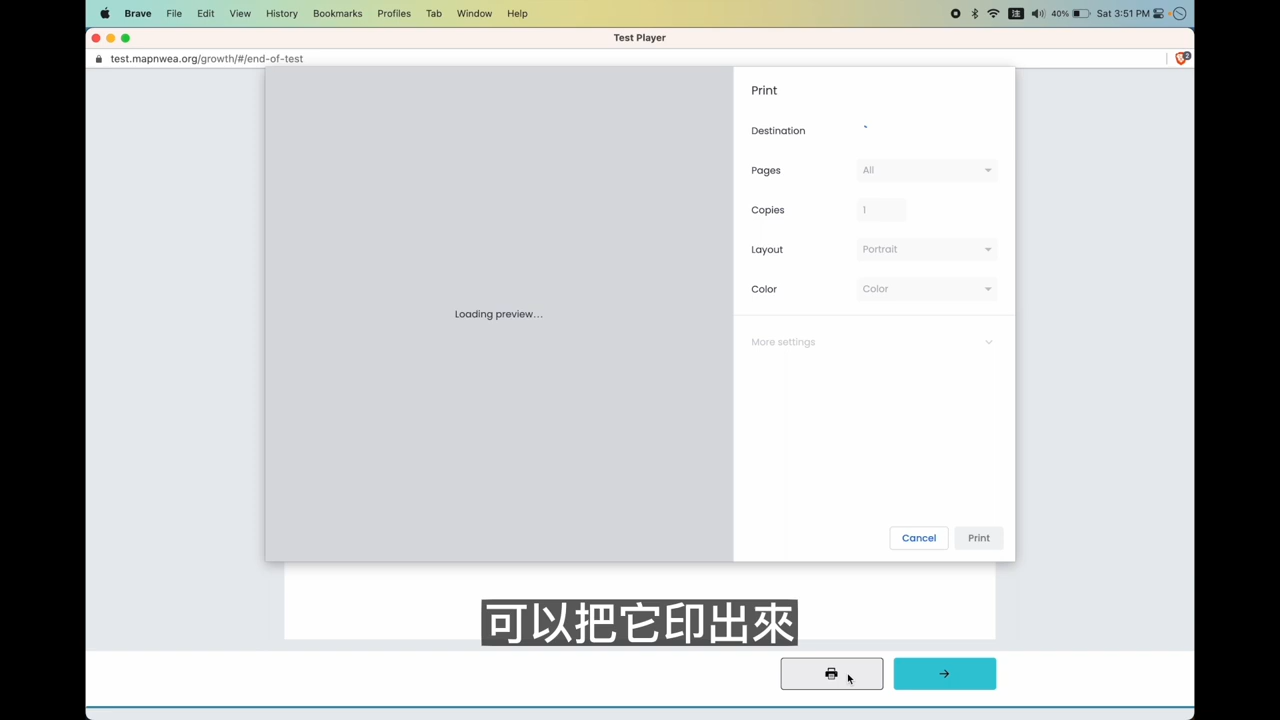 Brave File Edit View History Bookmarks Profiles Tab Window Help 注 40% Sat 3:51 PM
Test Player
test.mapnwea.org/growth/#/end-of-test 2
Print
Destination
Pages All
Copies 1
Layout Portrait
Color Color
Loading preview...
More settings
Cancel Print
可以把它印出來